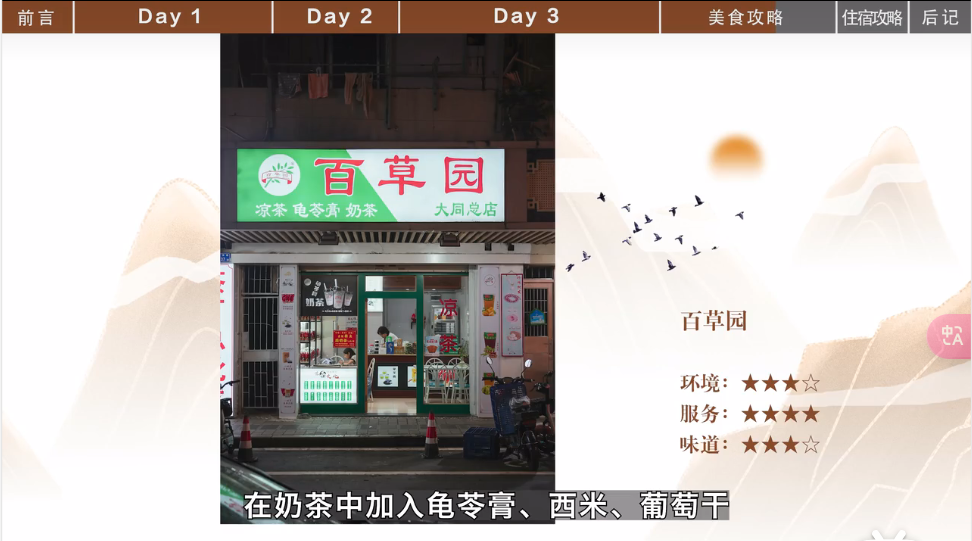 前言
Day 1
Day 2
Day 3
美食攻略
住宿攻略
后记
百草园
凉茶 龟苓膏 奶茶
大同总店
奶茶
凉茶
百草园
环境：★★★☆
服务：★★★★
味道：★★★☆
在奶茶中加入龟苓膏、西米、葡萄干
中A